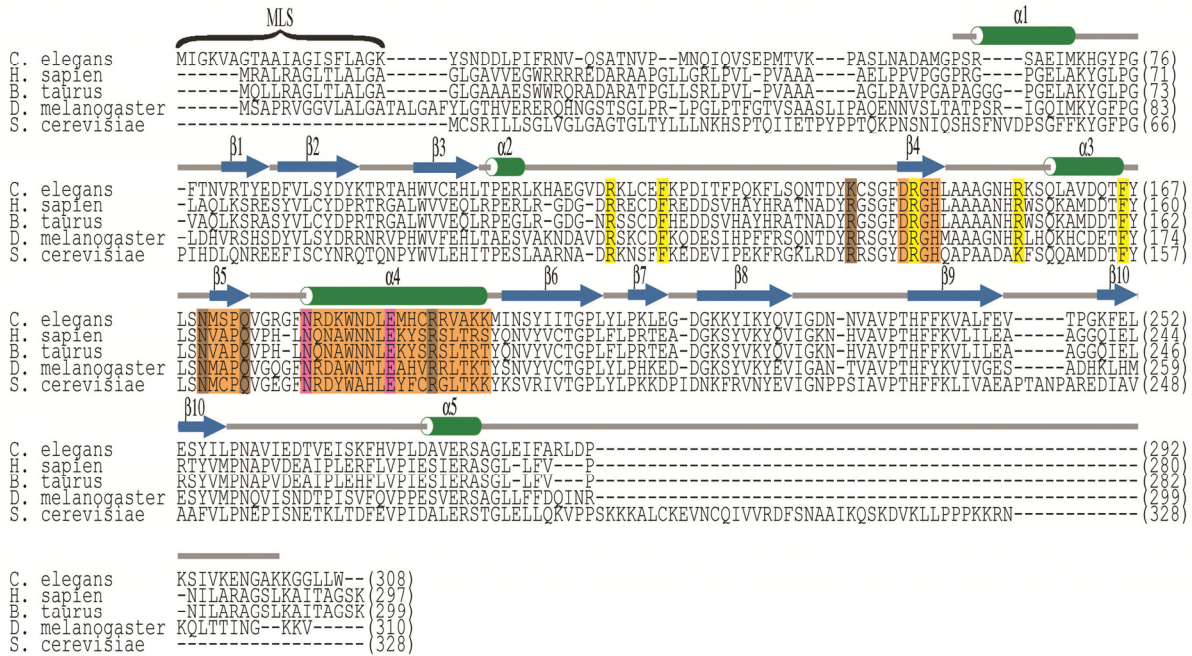 MLS α1
C. elegans MIGKVAGTAAIAGISFLAGK------YSNDDLPIFRNV-QSATNVP--MNQIQVSEPMTVK-PASLNADAMGPSR----SAEIMKHGYPG(76)
H. sapien -----MRALRAGLTLALGA------GLGAVVEGWRRRREDARAAPGLLGRLPVL-PVAAA---AELPPVPGGPRG----PGELAKYGLPG(71)
B. taurus -----MQLLRAGLTLALGA------GLGAAAESWWRQRADARATPGLLSRLPVL-PVAAA---AGLPAVPGAPAGGG--PGELAKYGLPG(73)
D. melanogaster ----MSAPRVGGVLALGATALGAFYLGTHVERERQHNGSTSGLPR-LPGLPTFGTVSAASLIPAQENNVSLTATPSR--IGQIMKYGFPG(83)
S. cerevisiae -------------------------MCSRILLSGLVGLGAGTGLTYLLLNKHSPTQIIETPYPPTQKPNSNIQSHSFNVDPSGFFKYGFPG(66)
β1 β2 β3 α2 β4 α3
C. elegans -FTNVRTYEDFVLSYDYKTRTAHWVCEHLTPERLKHAEGVDRKLCEFKPDITFPQKFLSQNTDYKCSGFDRGHLAAAGNHRKSQLAVDQTFY(167)
H. sapien -LAQLKSRESYVLCYDPRTRGALWVVEQLRPERLR-GDG-NRRECDFREDDSVHAYHRATNADYRGSGFDRGHLAAAANHRWSQKAMDDTFY(160)
B. taurus -VAQLKSRASYVLCYDPRTRGALWVVEQLRPEGLR-GDG-NRSSCDFHEDDSVHAYHRATNADYRGSGFDRGHLAAAANHRWSQKAMDDTFY(162)
D. melanogaster -LDHVRSHSDYVLSYDRRNRVPHWVFEHLTAESVAKNDAVDRSKCDFKQDESIHPFFRSQNTDYRRSGYDRGHMAAAGNHRLHQKHCDETFY(174)
S. cerevisiae PIHDLQNREEFISCYNRQTQNPYWVLEHITPESLAARNA-DRKNSFFKEDEVIPEKFRGKLRDYFRSGYDRGHQAPAADAKFSQQAMDDTFY(157)
β5 α4 β6 β7 β8 β9 β10
C. elegans LSNMSPQVGRGFNRDKWNDLEMHCRRVAKKMINSYIITGPLYLPKLEG-DGKKYIKYQVIGDN-NVAVPTHFFKVALFEV----TPGKFEL(252)
H. sapien LSNVAPQVPH-LNQNAWNNLEKYSRSLTRSYQNVYVCTGPLFLPRTEA-DGKSYVKYQVIGKN-HVAVPTHFFKVLILEA----AGGQIEL(244)
B. taurus LSNVAPQVPH-LNQNAWNNLEKYSRSLTRTYQNVYVCTGPLFLPRTEA-DGKSYVKYQVIGKN-HVAVPTHFFKVLILEA----AGGQIEL(246)
D. melanogaster LSNMAPQVGQGFNRDAWNTLEAHVRRLTKTYSNVYVCTGPLYLPHKED-DGKSYVKYEVIGAN-TVAVPTHFYKVIVGES----ADHKLHM(259)
S. cerevisiae LSNMCPQVGEGFNRDYWAHLEYFCRGLTKKYKSVRIVTGPLYLPKKDPIDNKFRVNYEVIGNPPSIAVPTHFFKLIVAEAPTANPAREDIAV(248)
β10 α5
C. elegans ESYILPNAVIEDTVEISKFHVPLDAVERSAGLEIFARLDP----------------------------------------------------(292)
H. sapien RTYVMPNAPVDEAIPLERFLVPIESIERASGL-LFV---P----------------------------------------------------(280)
B. taurus RSYVMPNAPVDEAIPLEHFLVPIESIERASGL-LFV---P----------------------------------------------------(282)
D. melanogaster ESYVMPNQVISNDTPISVFQVPPESVERSAGLLFFDQINR----------------------------------------------------(299)
S. cerevisiae AAFVLPNEPISNETKLTDFEVPIDALERSTGLELLQKVPPSKKKALCKEVNCQIVVRDFSNAAIKQSKDVKLLPPPKKRN------------(328)
C. elegans KSIVKENGAKKGGLLW--(308)
H. sapien -NILARAGSLKAITAGSK(297)
B. taurus -NILARAGSLKAITAGSK(299)
D. melanogaster KQLTTING--KKV-----(310)
S. cerevisiae ------------------(328)